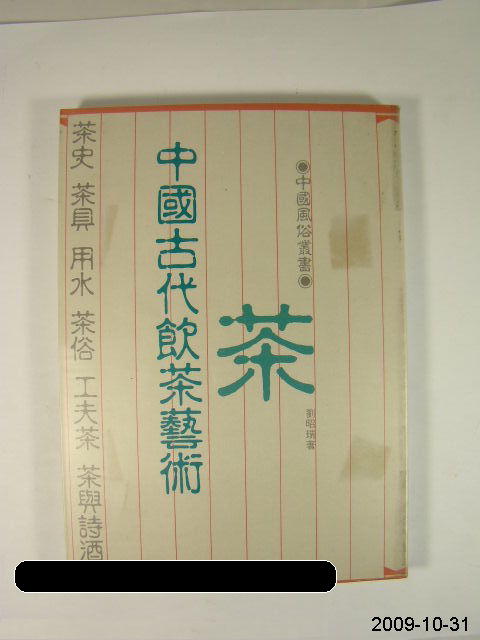 ◉中國風俗叢書◉
茶
劉昭瑞著
中國古代飲茶藝術
茶史 茶具 用水 茶俗 工夫茶 茶與詩酒
2009-10-31